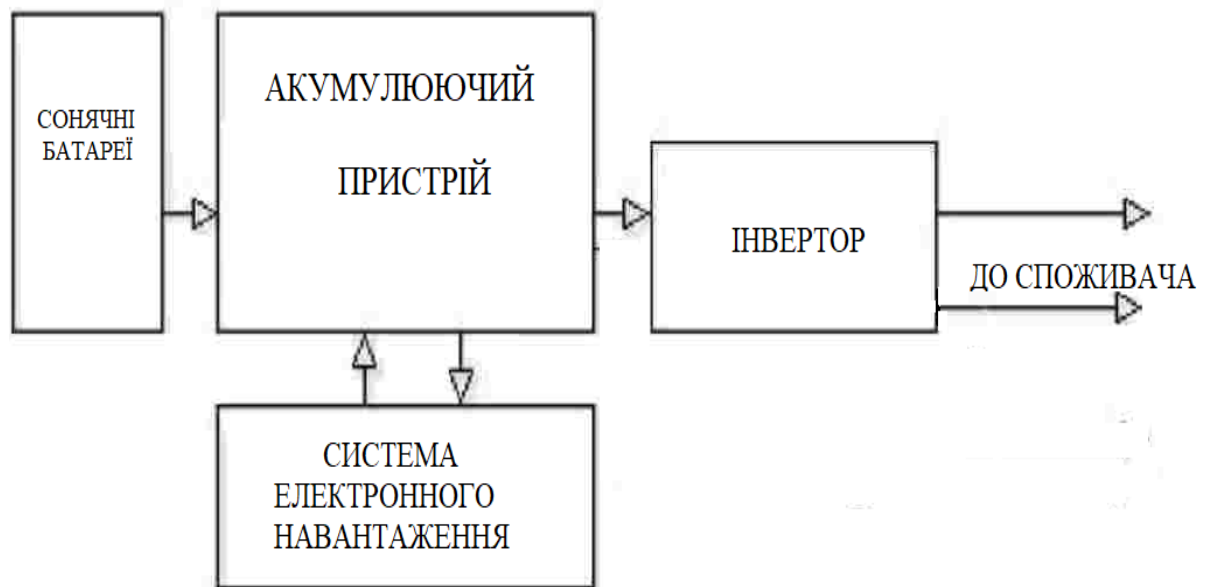 СОНЯЧНІ
БАТАРЕЇ
АКУМУЛЮЮЧИЙ
ПРИСТРІЙ
ІНВЕРТОР
ДО СПОЖИВАЧА
СИСТЕМА
ЕЛЕКТРОННОГО
НАВАНТАЖЕННЯ